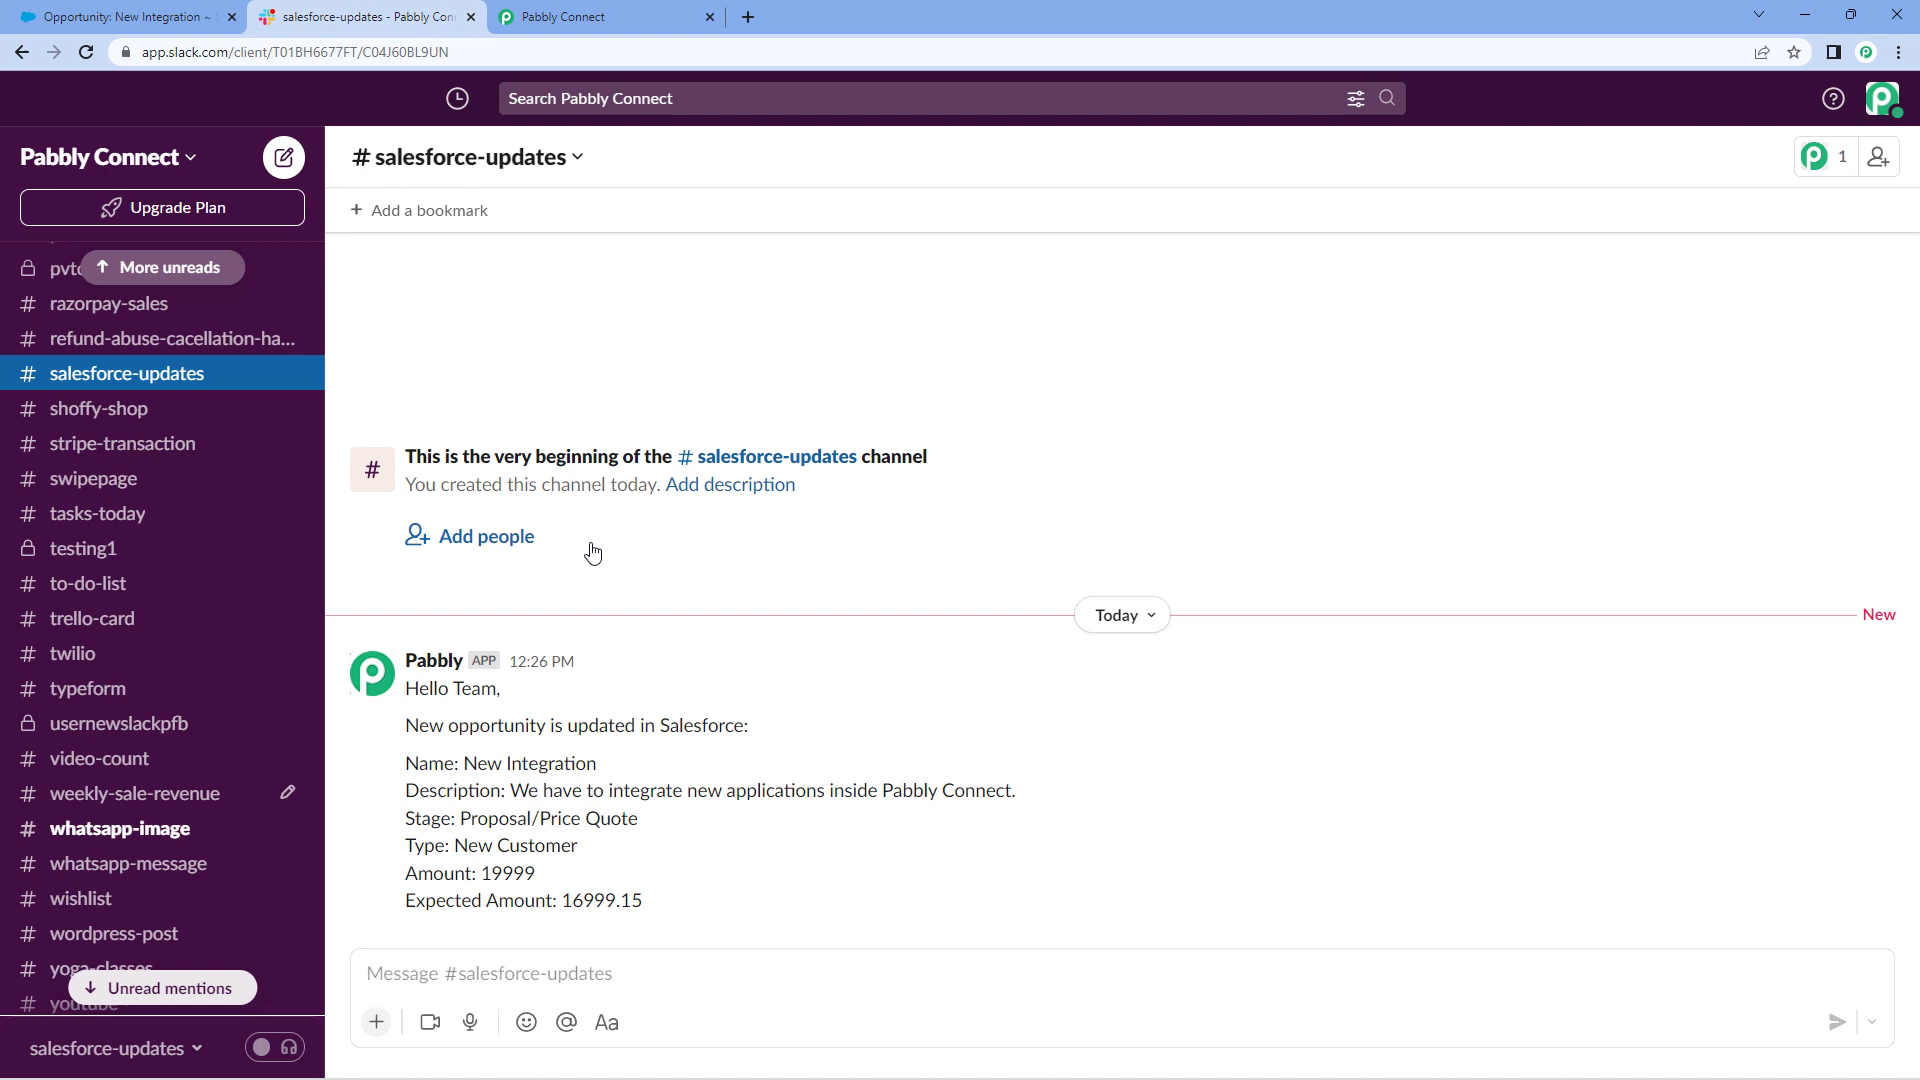 Opportunity: New Integration ~
salesforce-updates - Pabbly Con
Pabbly Connect
app.slack.com/client/T01BH6677FT/C04J60BL9UN
Search Pabbly Connect
Pabbly Connect
Upgrade Plan
More unreads
razorpay-sales
refund-abuse-cacellation-ha...
salesforce-updates
shoffy-shop
stripe-transaction
swipepage
tasks-today
testing1
to-do-list
trello-card
twilio
typeform
usernewslackpfb
video-count
weekly-sale-revenue
whatsapp-image
whatsapp-message
wishlist
wordpress-post
yoga-classes
youtube
Unread mentions
salesforce-updates
# salesforce-updates
1
+ Add a bookmark
# This is the very beginning of the # salesforce-updates channel
You created this channel today. Add description
Add people
Today
New
Pabbly APP 12:26 PM
Hello Team,
New opportunity is updated in Salesforce:
Name: New Integration
Description: We have to integrate new applications inside Pabbly Connect.
Stage: Proposal/Price Quote
Type: New Customer
Amount: 19999
Expected Amount: 16999.15
Message #salesforce-updates
Aa